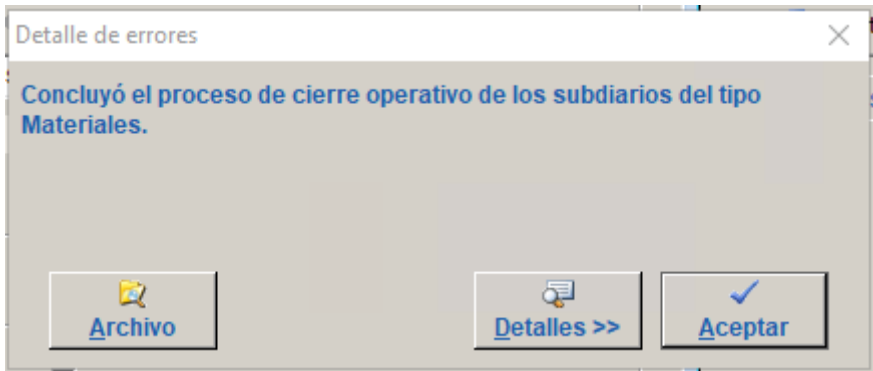 Detalle de errores
Concluyó el proceso de cierre operativo de los subdiarios del tipo
Materiales.
Archivo
Detalles >>
Aceptar